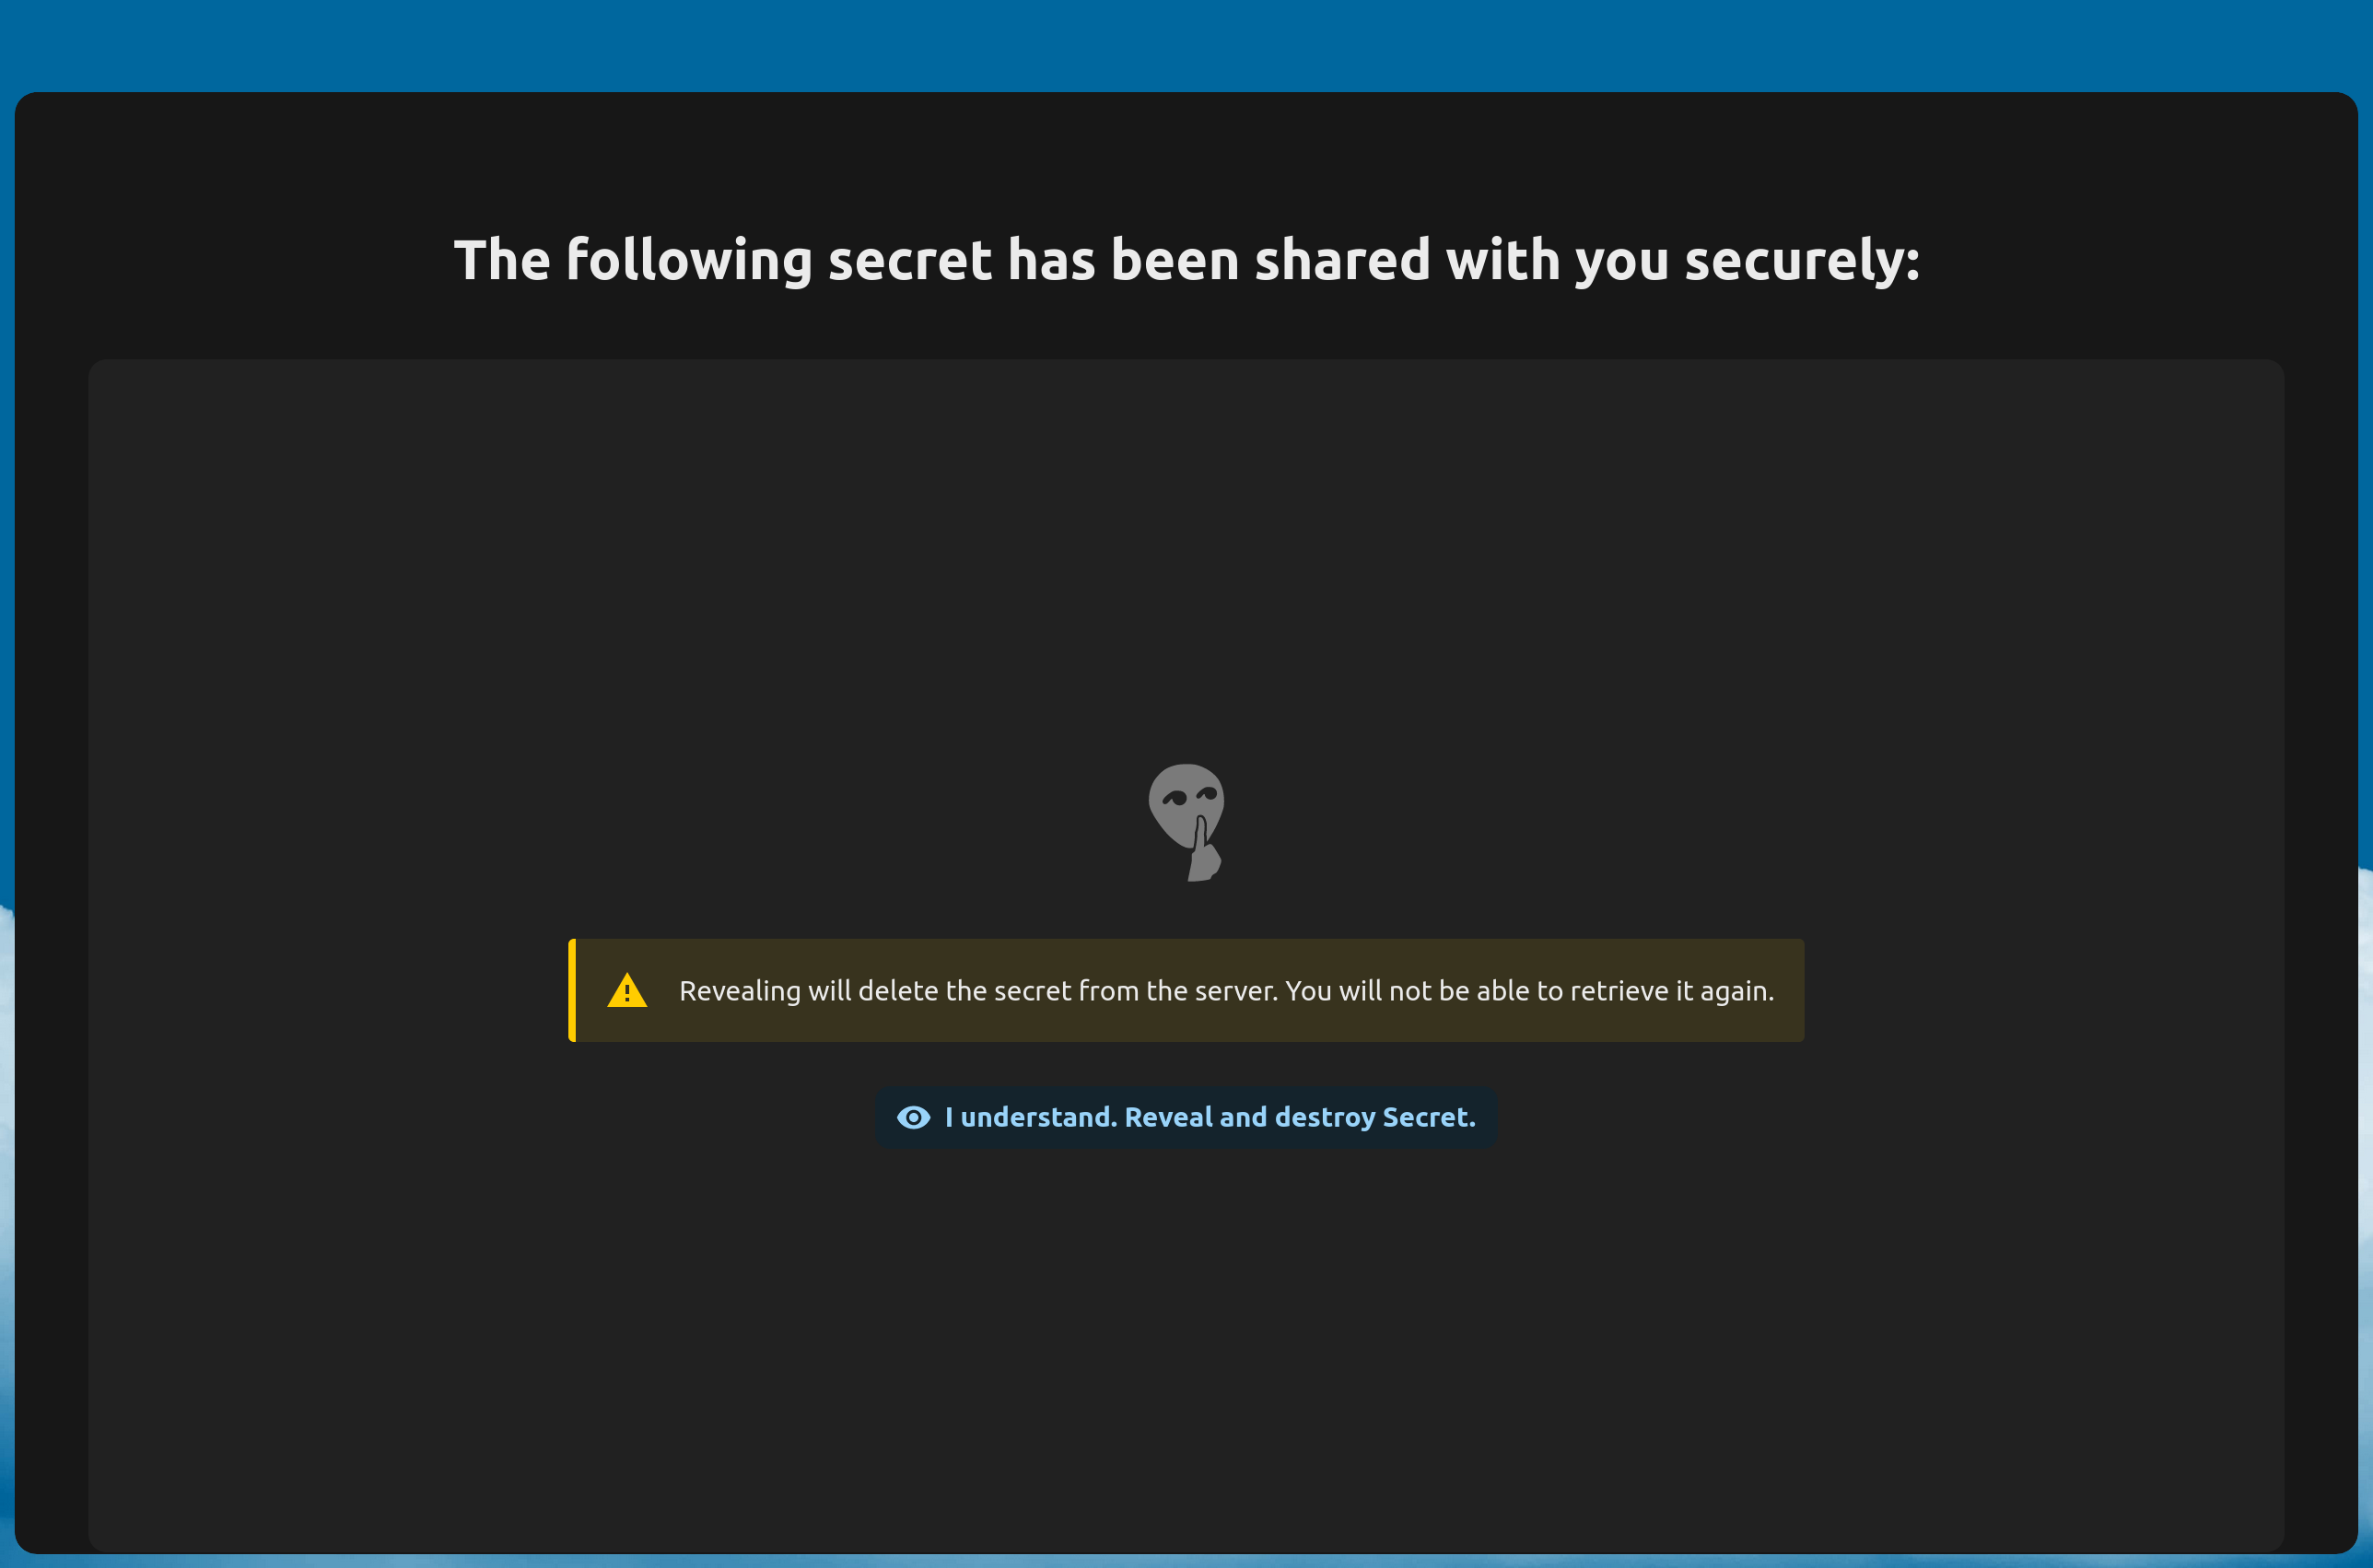 The following secret has been shared with you securely:
Revealing will delete the secret from the server. You will not be able to retrieve it again.
I understand. Reveal and destroy Secret.